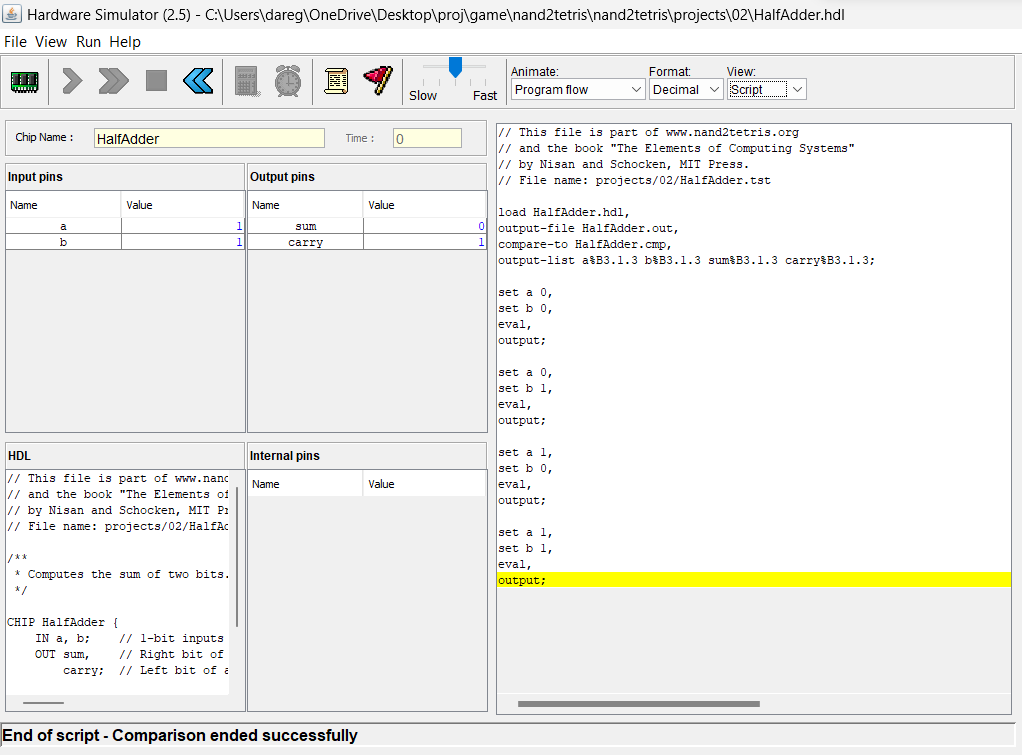 Hardware Simulator (2.5) - C:\Users\dareg\OneDrive\Desktop\proj\game\nand2tetris\nand2tetris\projects\02\HalfAdder.hdl
File View Run Help
Slow Fast
Animate: Format: View:
Program flow Decimal Script
Chip Name : HalfAdder Time : 0
Input pins
Name Value
a 1
b 1
Output pins
Name Value
sum 0
carry 1
HDL
// This file is part of www.nand
// and the book "The Elements of
// by Nisan and Schocken, MIT Pr
// File name: projects/02/HalfAd
/**
* Computes the sum of two bits.
*/
CHIP HalfAdder {
IN a, b; // 1-bit inputs
OUT sum, // Right bit of
carry; // Left bit of a
Internal pins
Name Value
// This file is part of www.nand2tetris.org
// and the book "The Elements of Computing Systems"
// by Nisan and Schocken, MIT Press.
// File name: projects/02/HalfAdder.tst
load HalfAdder.hdl,
output-file HalfAdder.out,
compare-to HalfAdder.cmp,
output-list a%B3.1.3 b%B3.1.3 sum%B3.1.3 carry%B3.1.3;
set a 0,
set b 0,
eval,
output;
set a 0,
set b 1,
eval,
output;
set a 1,
set b 0,
eval,
output;
set a 1,
set b 1,
eval,
output;
End of script - Comparison ended successfully